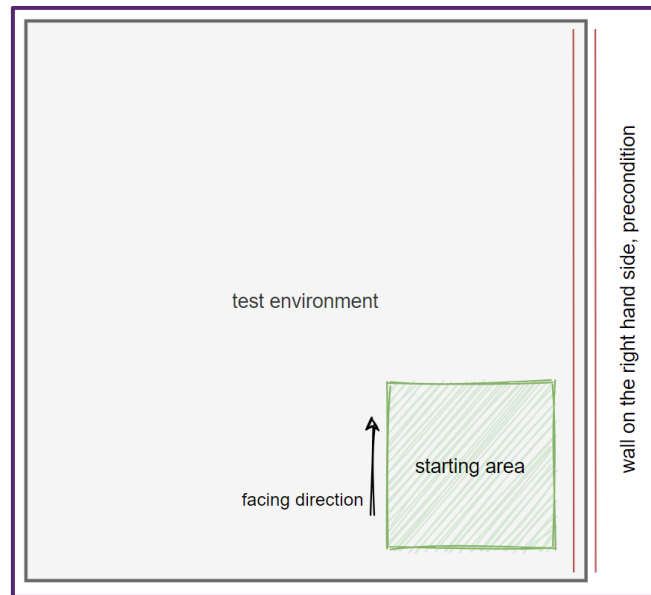 test environment
starting area
facing direction
wall on the right hand side, precondition